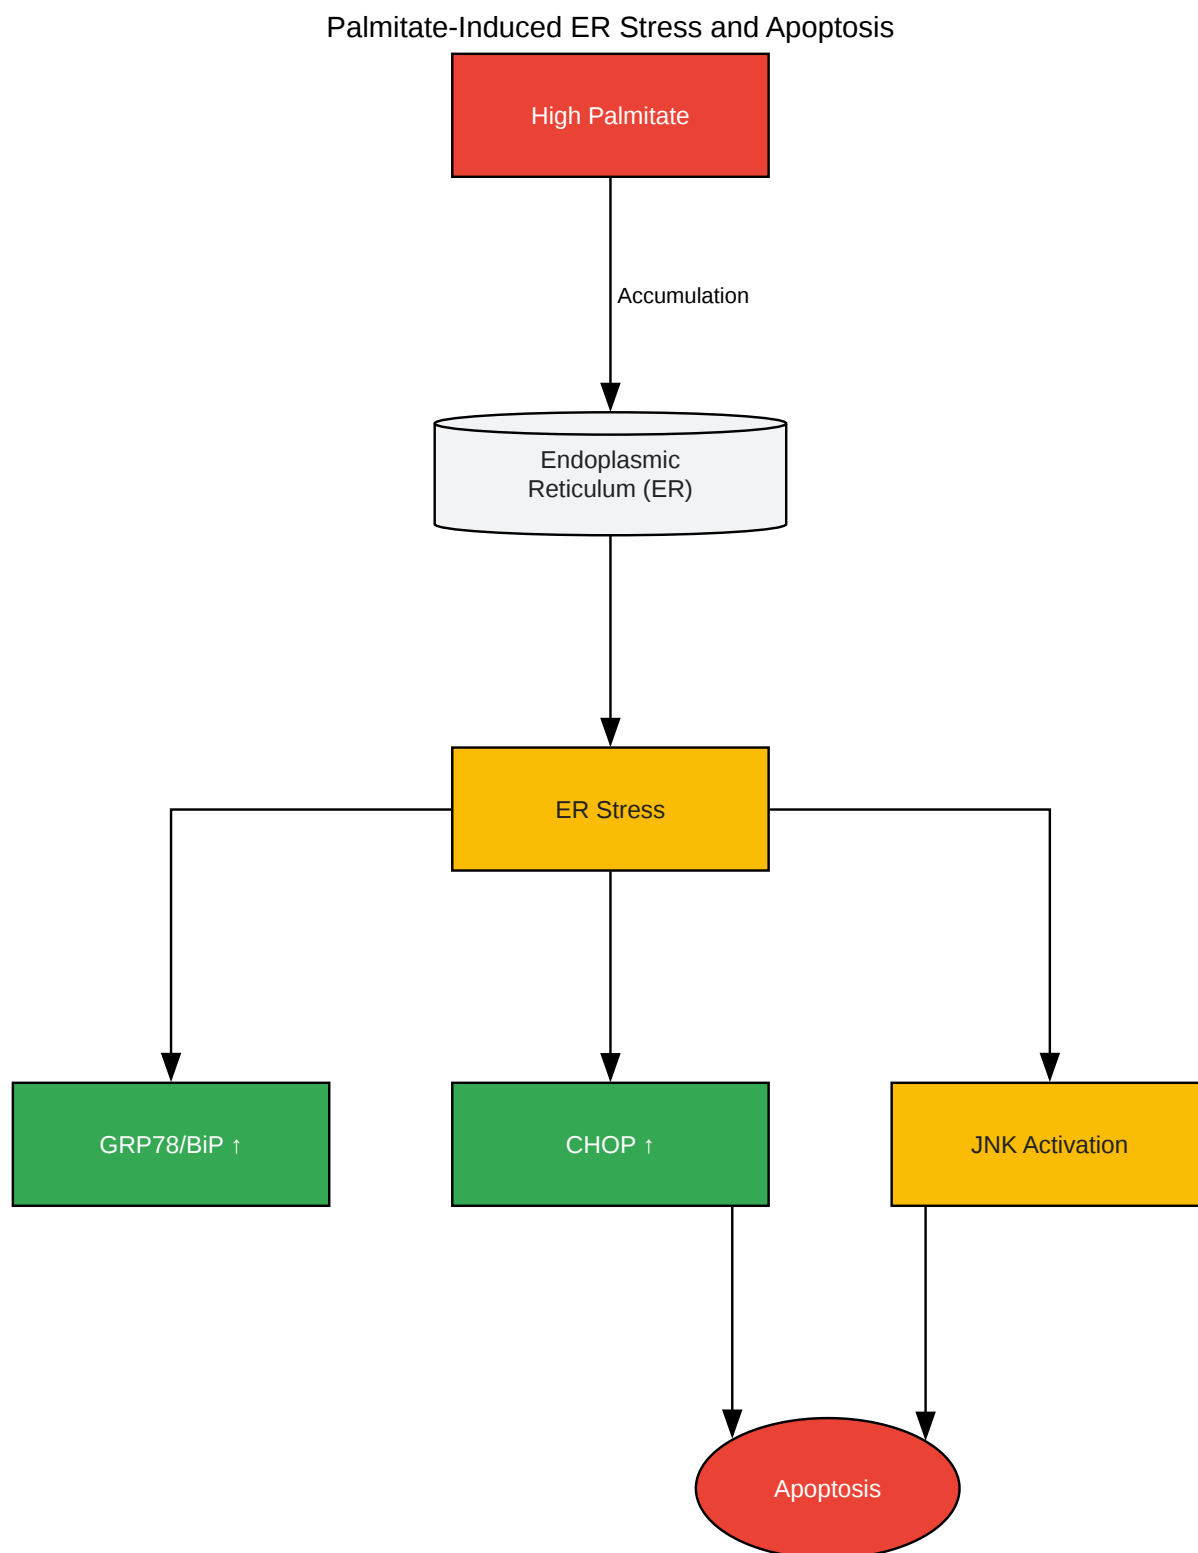 Palmitate-Induced ER Stress and Apoptosis
High Palmitate
Accumulation
Endoplasmic
Reticulum (ER)
ER Stress
GRP78/BiP ↑
CHOP ↑
JNK Activation
Apoptosis